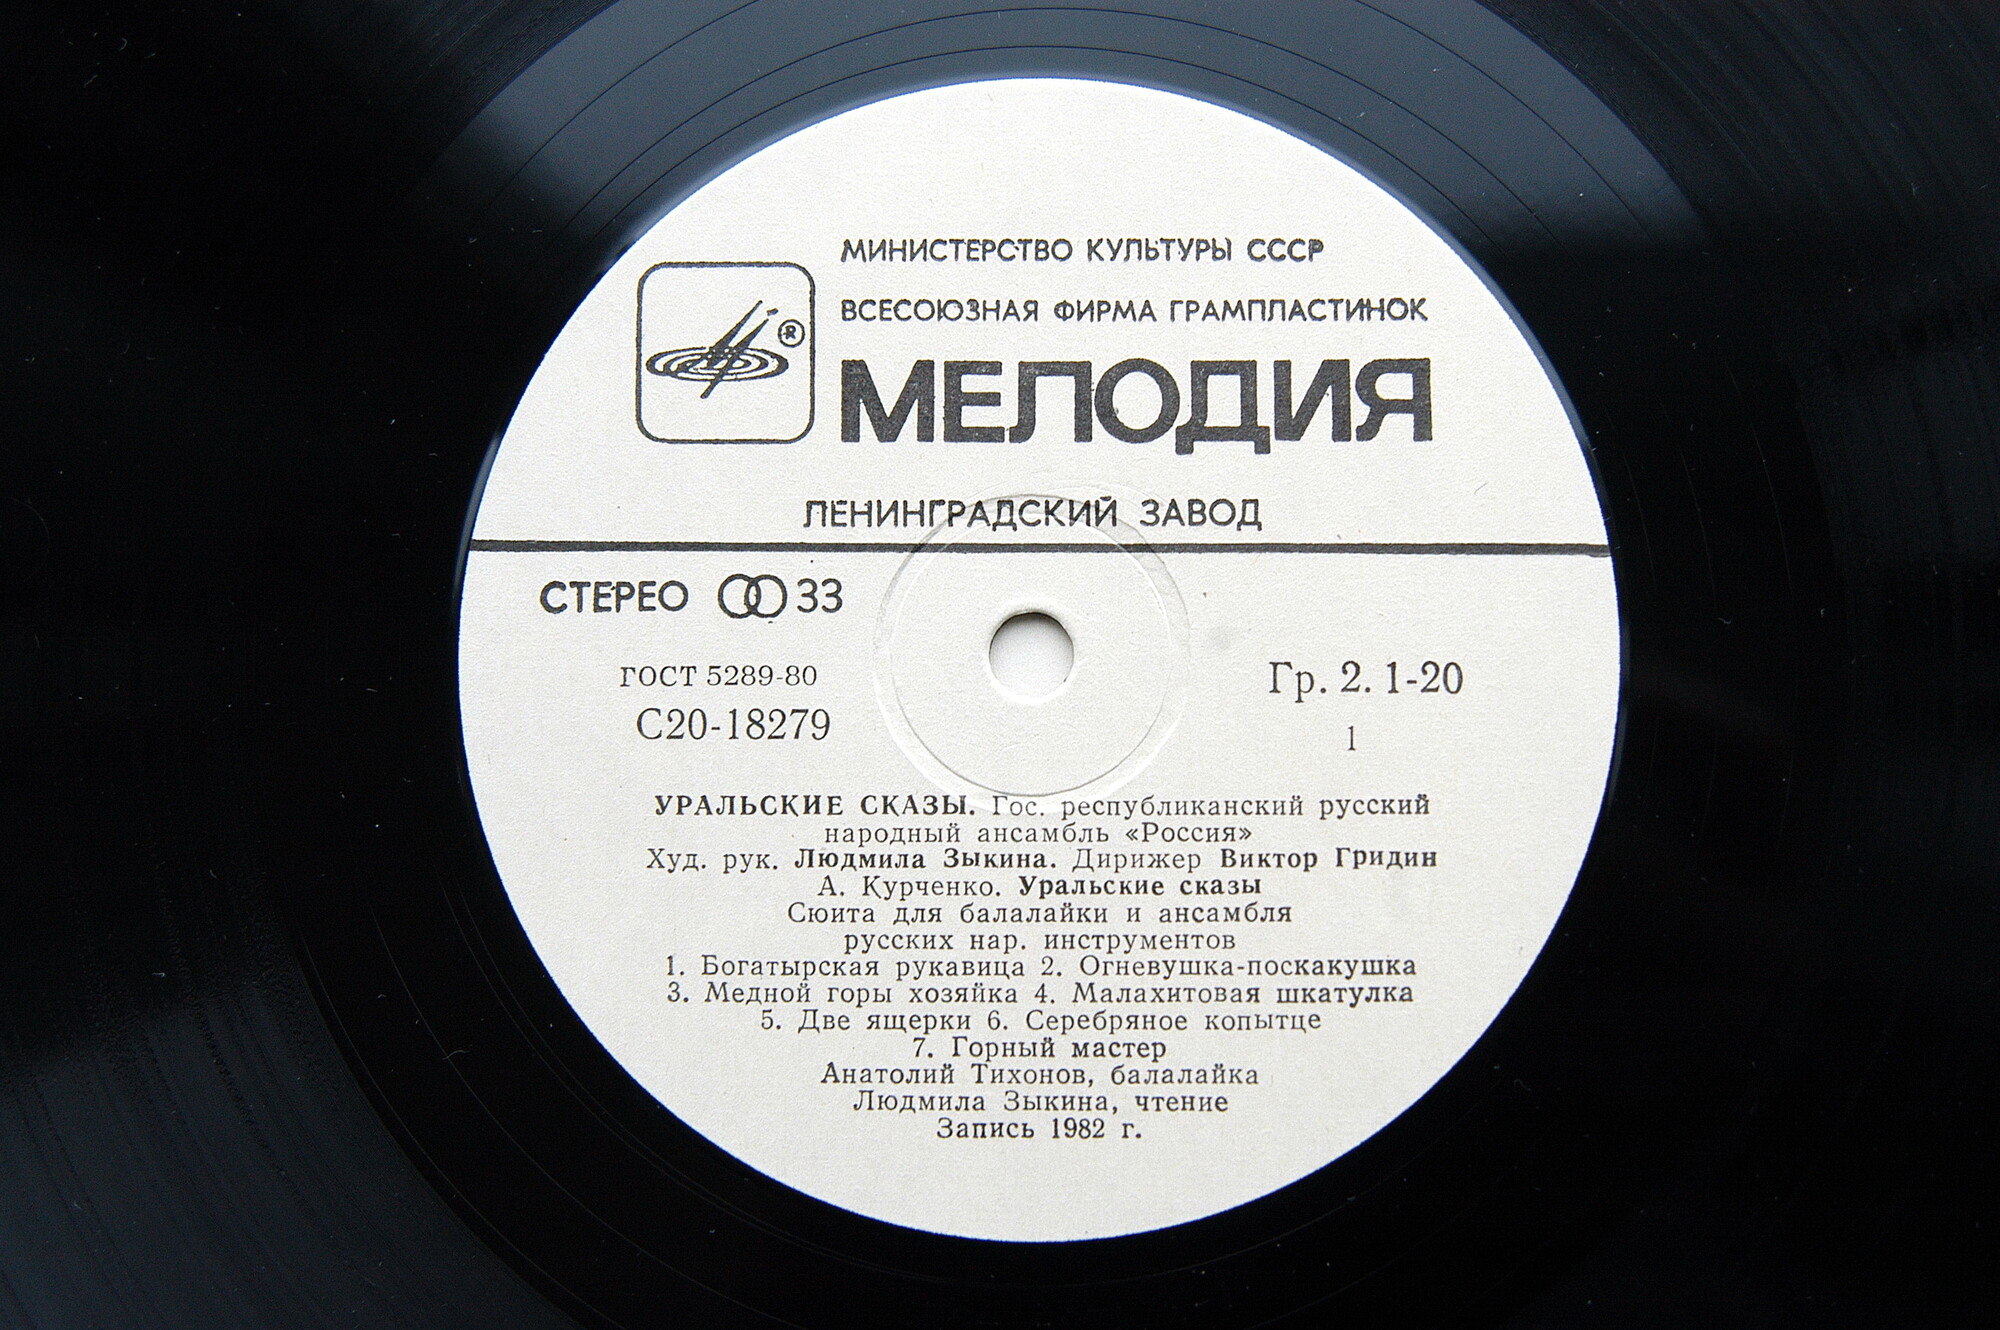 МИНИСТЕРСТВО КУЛЬТУРЫ СССР
ВСЕСОЮЗНАЯ ФИРМА ГРАМПЛАСТИНОК
®
МЕЛОДИЯ
ЛЕНИНГРАДСКИЙ ЗАВОД
СТЕРЕО 33
ГОСТ 5289-80
С20-18279
Гр. 2. 1-20
1
УРАЛЬСКИЕ СКАЗЫ. Гос. республиканский русский
народный ансамбль «Россия»
Худ. рук. Людмила Зыкина. Дирижер Виктор Гридин
А. Курченко. Уральские сказы
Сюита для балалайки и ансамбля
русских нар. инструментов
1. Богатырская рукавица 2. Огневушка-поскакушка
3. Медной горы хозяйка 4. Малахитовая шкатулка
5. Две ящерки 6. Серебряное копытце
7. Горный мастер
Анатолий Тихонов, балалайка
Людмила Зыкина, чтение
Запись 1982 г.